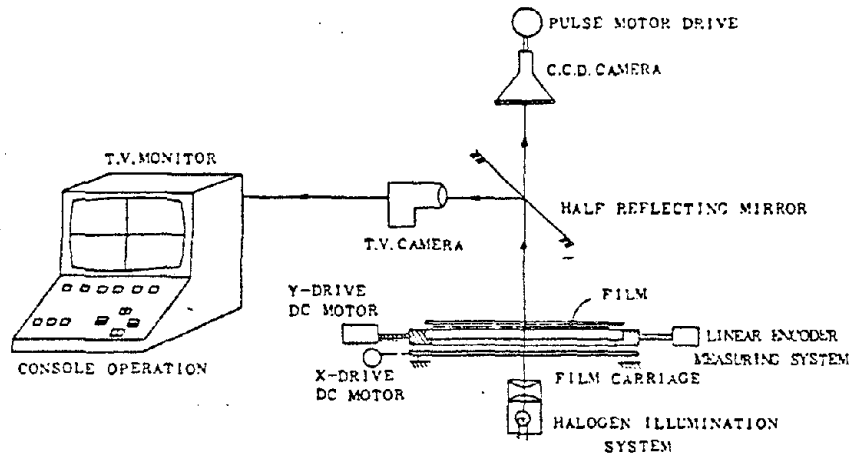 PULSE MOTOR DRIVE
C.C.D. CAMERA
T.V. MONITOR
HALF REFLECTING MIRROR
T.V. CAMERA
Y-DRIVE
DC MOTOR
FILM
LINEAR ENCODER
MEASURING SYSTEM
CONSOLE OPERATION
X-DRIVE
DC MOTOR
FILM CARRIAGE
HALOGEN ILLUMINATION
SYSTEM